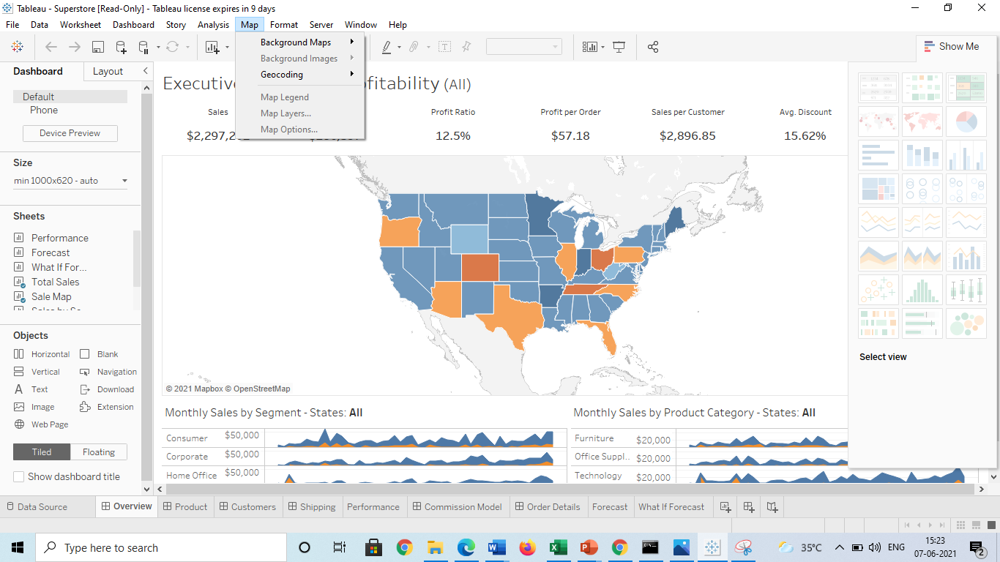 Tableau - Superstore [Read-Only] - Tableau license expires in 9 days
File Data Worksheet Dashboard Story Analysis Map Format Server Window Help
Background Maps
Background Images
Geocoding
Map Legend
Map Layers...
Map Options...
Show Me
Dashboard Layout
Default
Phone
Device Preview
Size
min 1000x620 - auto
Sheets
Performance
Forecast
What If For...
Total Sales
Sale Map
Objects
Horizontal Blank
Vertical Navigation
Text Download
Image Extension
Web Page
Tiled Floating
Show dashboard title
(All)
Sales Profit Ratio Profit per Order Sales per Customer Avg. Discount
12.5% $57.18 $2,896.85 15.62%
© 2021 Mapbox © OpenStreetMap
Monthly Sales by Segment - States: All
Consumer $50,000
Corporate $50,000
Home Office $50,000
Monthly Sales by Product Category - States: All
Furniture $20,000
Office Suppl.. $20,000
Technology $20,000
Select view
Data Source Overview Product Customers Shipping Performance Commission Model Order Details Forecast What If Forecast
Type here to search
35°C ENG 15:23
07-06-2021
2